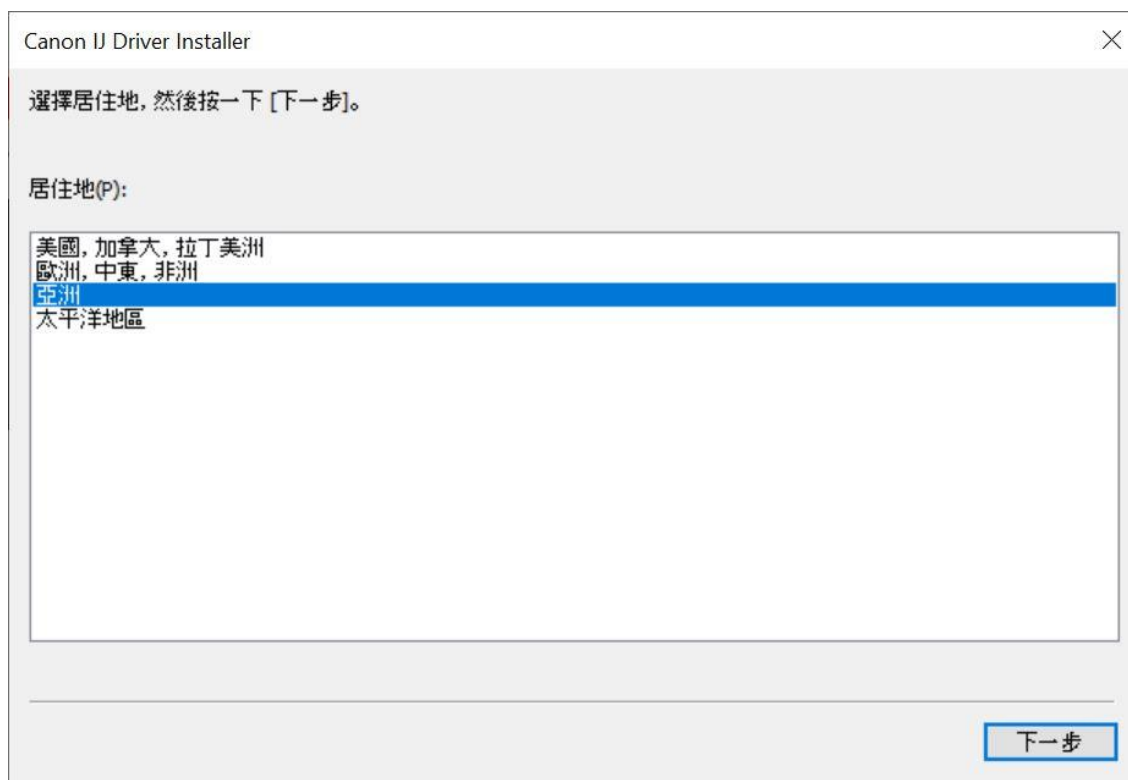 Canon IJ Driver Installer
選擇居住地, 然後按一下 [下一步]。
居住地(P):
美國, 加拿大, 拉丁美洲
歐洲, 中東, 非洲
亞洲
太平洋地區
下一步